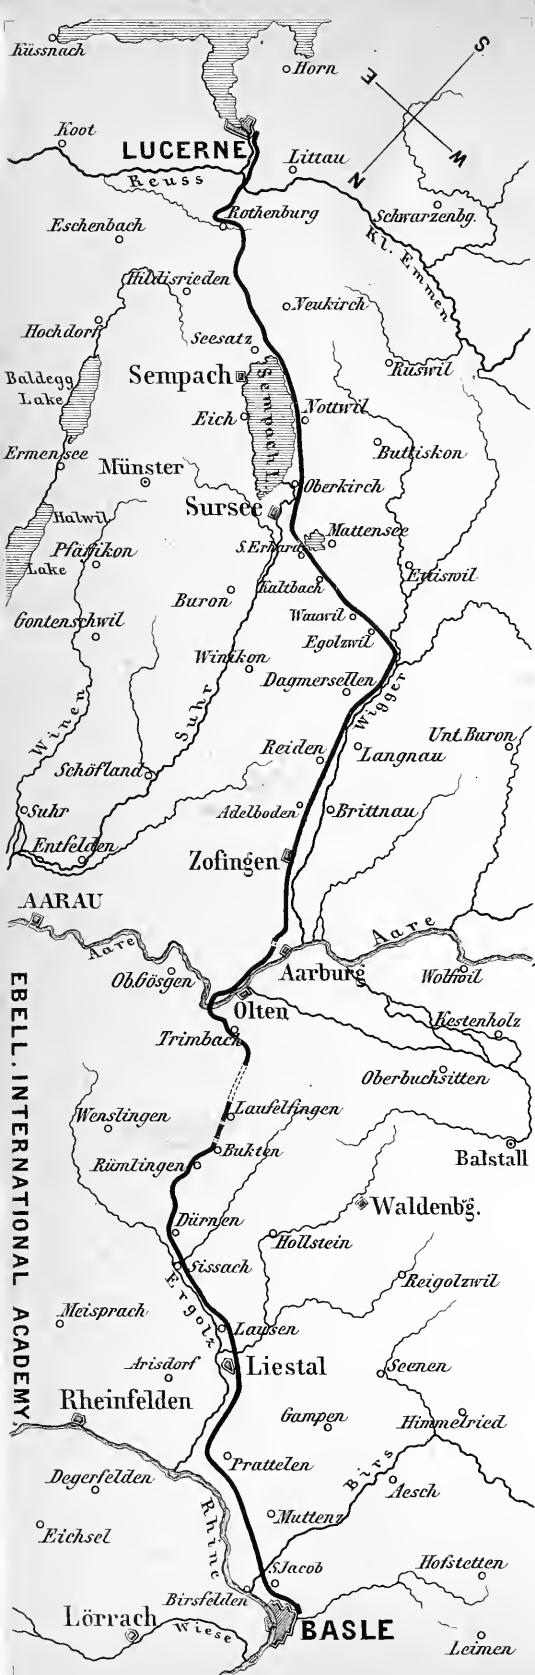 Küssnach
Horn
S
E
W
N
Koot
LUCERNE
Littau
Reuss
Rothenburg
Schwarzenbg.
Eschenbach
Kl. Emmen
Hildisrieden
Neukirch
Hochdorf
Seesatz
Baldegg
Lake
Sempach
Ruswil
Sempach L.
Eich
Nottwil
Ermensee
Buttiskon
Münster
Oberkirch
Sursee
Halwil
Mattensee
S. Erhard
Pfäffikon
Lake
Kaltbach
Ettiswil
Buron
Gontenschwil
Wauwil
Egolzwil
Winikon
Dagmersellen
Wigger
Winen
Suhr
Unt. Buron
Reiden
Langnau
Schöfland
Suhr
Adelboden
Brittnau
Entfelden
Zofingen
AARAU
Aare
Aare
Ob. Gösgen
Aarburg
Wolfwil
Olten
Kestenholz
Trimbach
Oberbuchsitten
Wenslingen
Laufelfingen
Bukten
Balstall
Rümlingen
Waldenb'g.
Dürnen
Hollstein
Sissach
Reigolzwil
Ergolz
Meisprach
Lausen
Arisdorf
Liestal
Seenen
Rheinfelden
Gampen
Himmelried
Prattelen
Birs
Degerfelden
Aesch
Rhine
Muttenz
Eichsel
S. Jacob
Hofstetten
Birsfelden
Lörrach
Wiese
BASLE
Leimen
EBELL. INTERNATIONAL ACADEMY.